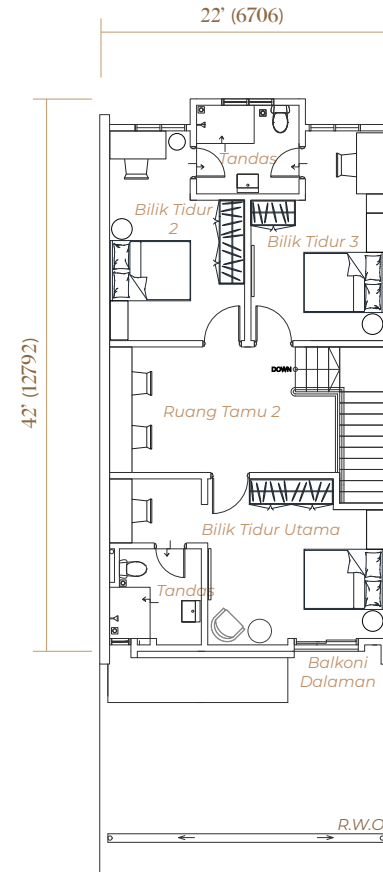 22’ (6706)
42’ (12792)
Tandas
Bilik Tidur
2
Bilik Tidur 3
DOWN
Ruang Tamu 2
Bilik Tidur Utama
Tandas
Balkoni
Dalaman
R.W.O